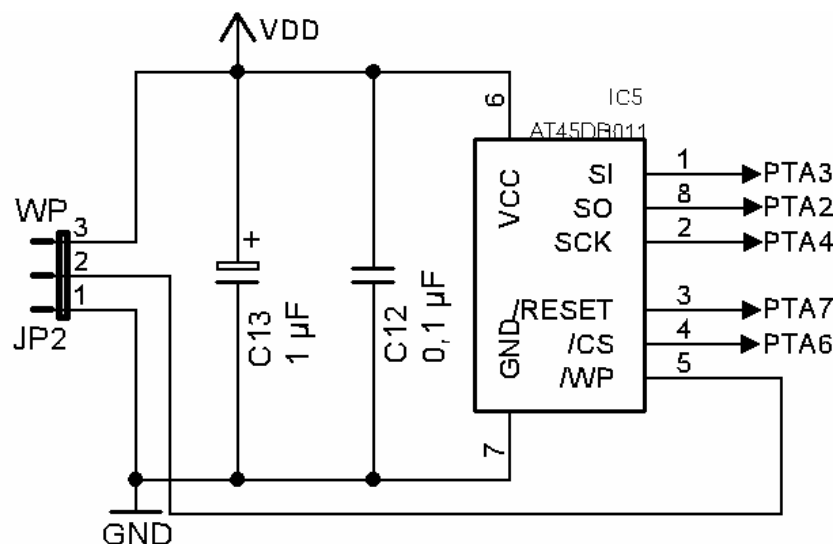 VDD
6
IC5
AT45DB011
VCC
SI
1
PTA3
SO
8
PTA2
SCK
2
PTA4
WP
3
2
1
JP2
+
C13
1 µF
C12
0,1 µF
GND
/RESET
3
PTA7
/CS
4
PTA6
/WP
5
7
GND